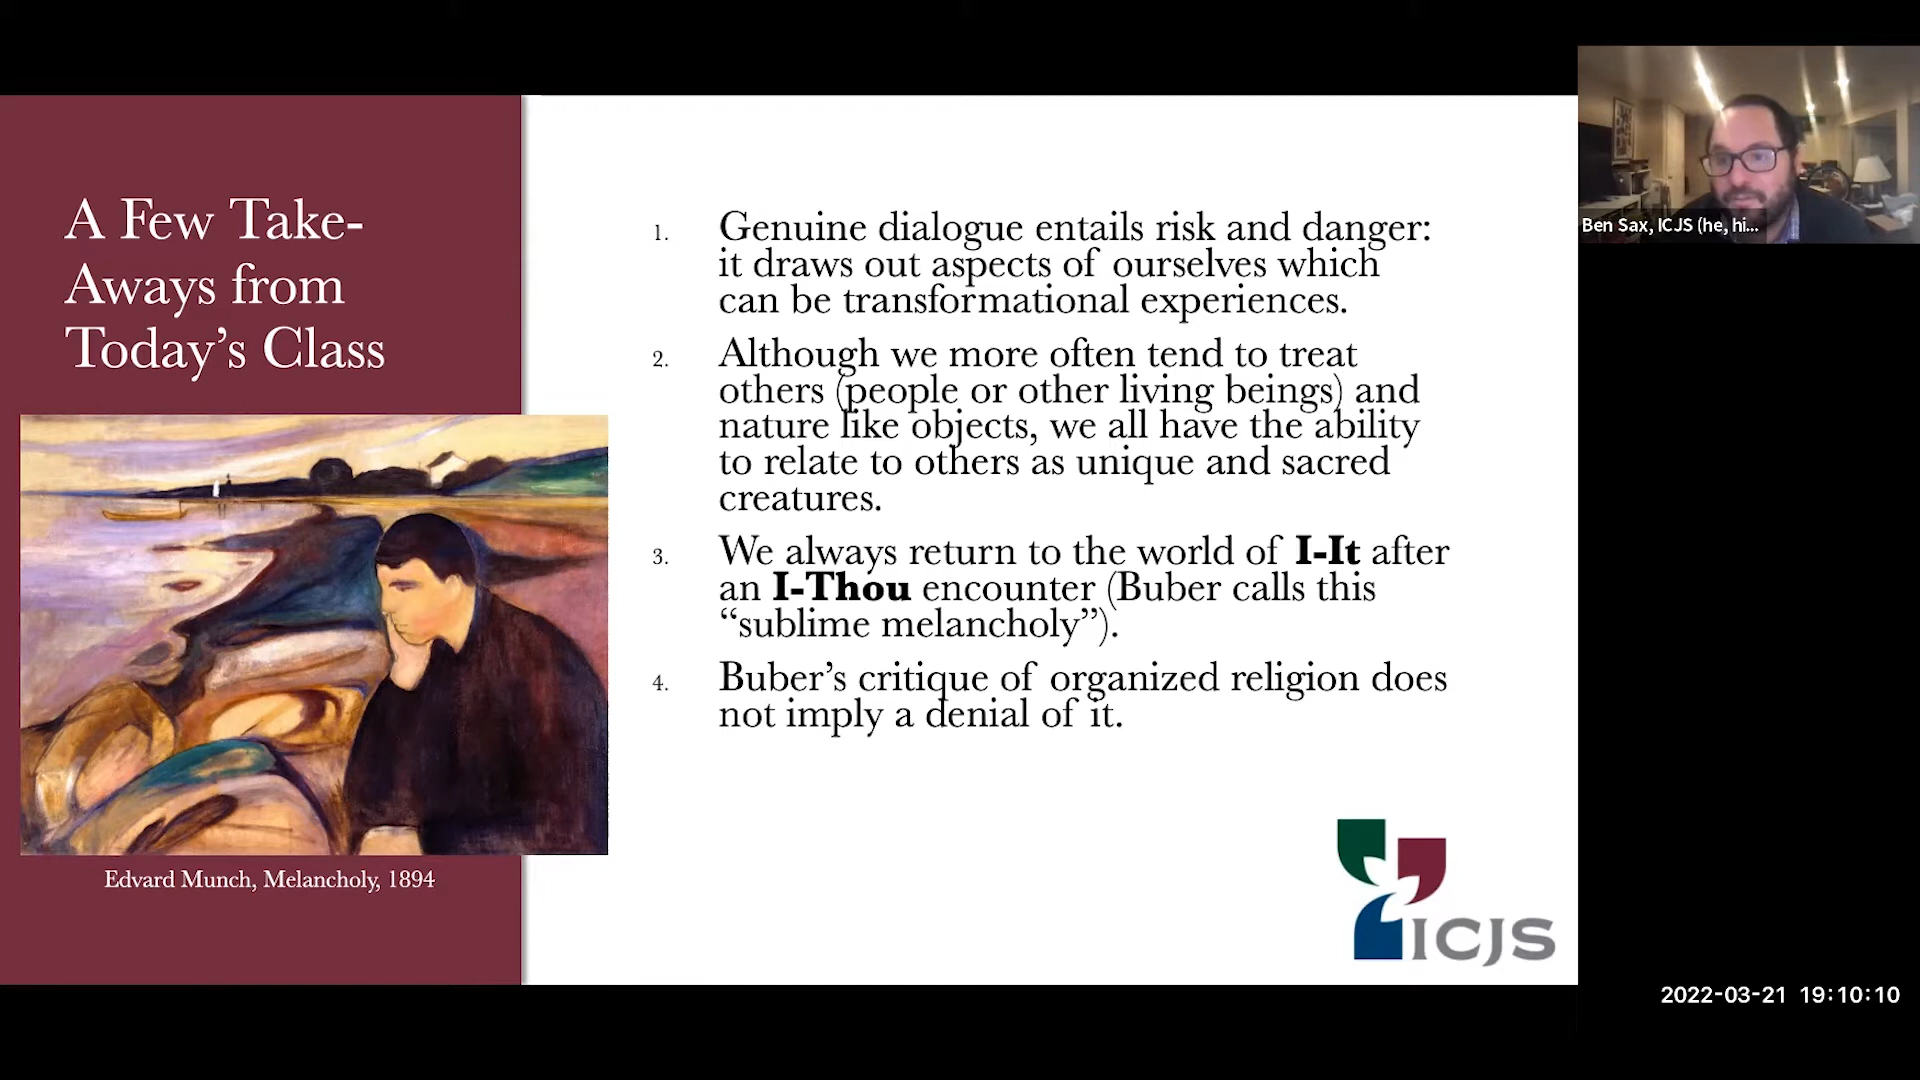 A Few Take-
Aways from
Today’s Class
Edvard Munch, Melancholy, 1894
1. Genuine dialogue entails risk and danger:
it draws out aspects of ourselves which
can be transformational experiences.
2. Although we more often tend to treat
others (people or other living beings) and
nature like objects, we all have the ability
to relate to others as unique and sacred
creatures.
3. We always return to the world of I-It after
an I-Thou encounter (Buber calls this
“sublime melancholy”).
4. Buber’s critique of organized religion does
not imply a denial of it.
ICJS
Ben Sax, ICJS (he, hi...
2022-03-21 19:10:10